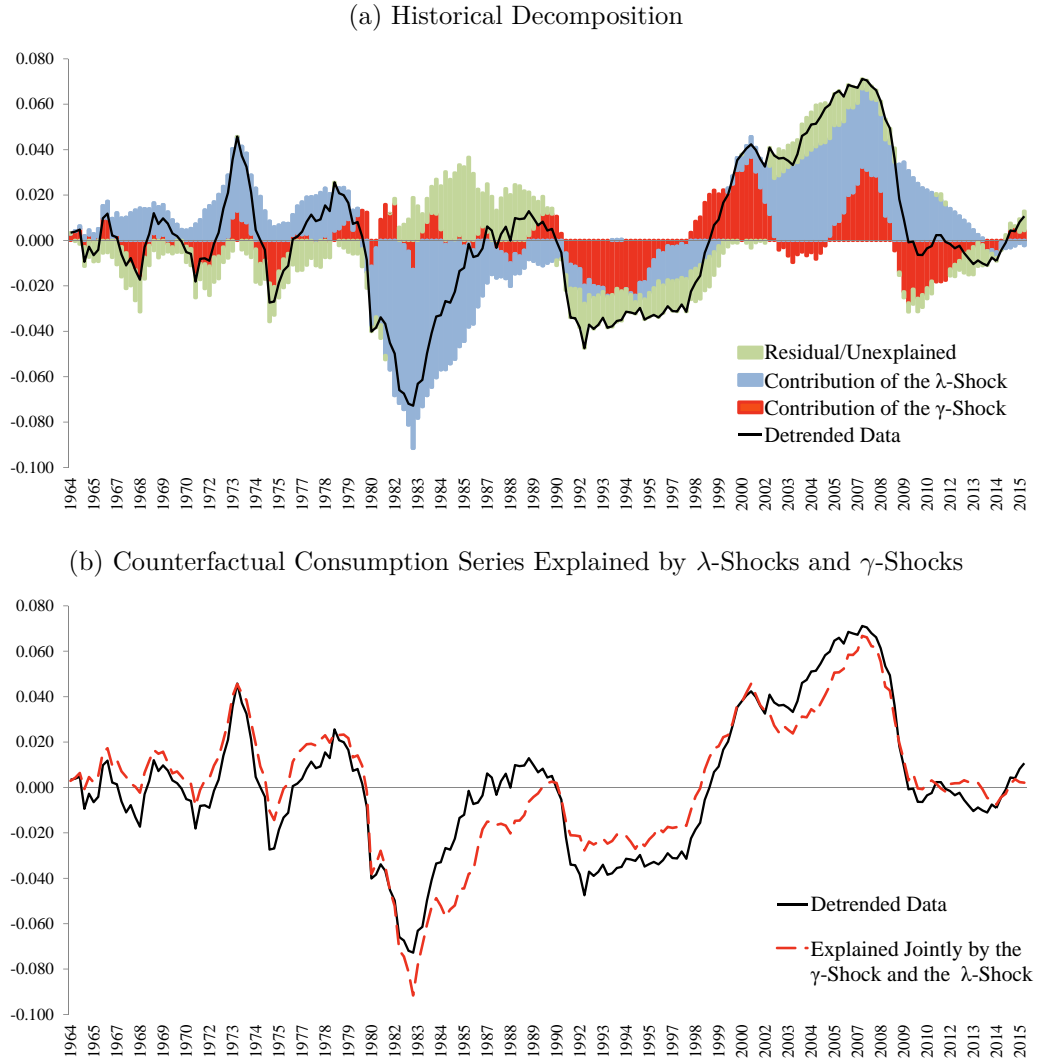 (a) Historical Decomposition
0.080
0.060
0.040
0.020
0.000
-0.020
-0.040
-0.060
-0.080
-0.100
Residual/Unexplained
Contribution of the λ-Shock
Contribution of the γ-Shock
Detrended Data
1964 1965 1967 1968 1970 1971 1972 1973 1974 1975 1977 1978 1979 1980 1982 1983 1984 1985 1987 1988 1989 1990 1992 1993 1994 1995 1997 1998 1999 2000 2002 2003 2004 2005 2007 2008 2009 2010 2012 2013 2014 2015
(b) Counterfactual Consumption Series Explained by λ-Shocks and γ-Shocks
0.080
0.060
0.040
0.020
0.000
-0.020
-0.040
-0.060
-0.080
-0.100
Detrended Data
Explained Jointly by the
γ-Shock and the λ-Shock
1964 1965 1967 1968 1970 1971 1972 1973 1974 1975 1977 1978 1979 1980 1982 1983 1984 1985 1987 1988 1989 1990 1992 1993 1994 1995 1997 1998 1999 2000 2002 2003 2004 2005 2007 2008 2009 2010 2012 2013 2014 2015